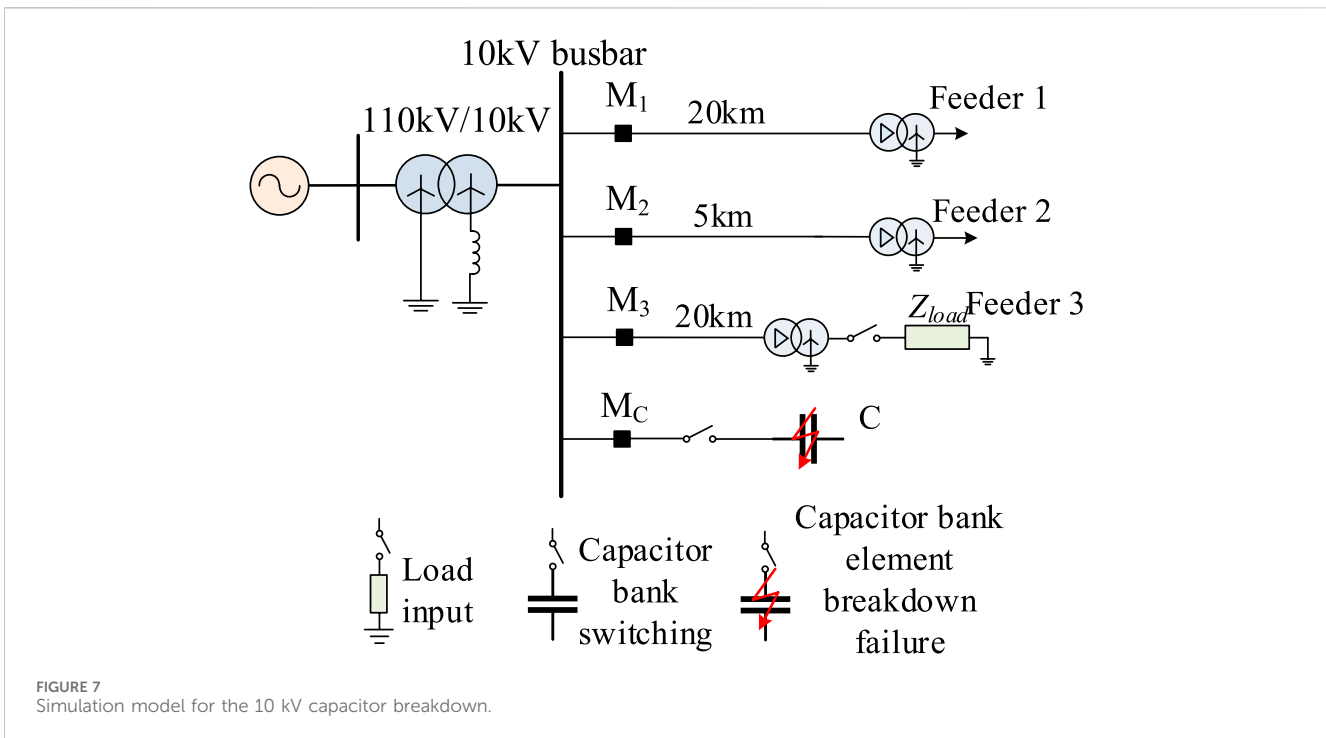 10kV busbar
110kV/10kV
M1
20km
Feeder 1
M2
5km
Feeder 2
M3
20km
Zload
Feeder 3
MC
C
Load
input
Capacitor
bank
switching
Capacitor bank
element
breakdown
failure
FIGURE 7
Simulation model for the 10 kV capacitor breakdown.